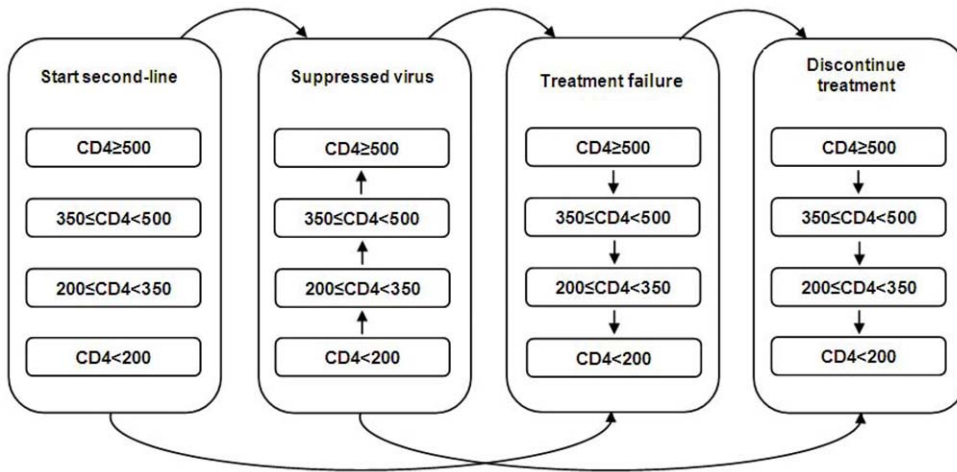 Start second-line
CD4≥500
350≤CD4<500
200≤CD4<350
CD4<200
Suppressed virus
CD4≥500
350≤CD4<500
200≤CD4<350
CD4<200
Treatment failure
CD4≥500
350≤CD4<500
200≤CD4<350
CD4<200
Discontinue
treatment
CD4≥500
350≤CD4<500
200≤CD4<350
CD4<200